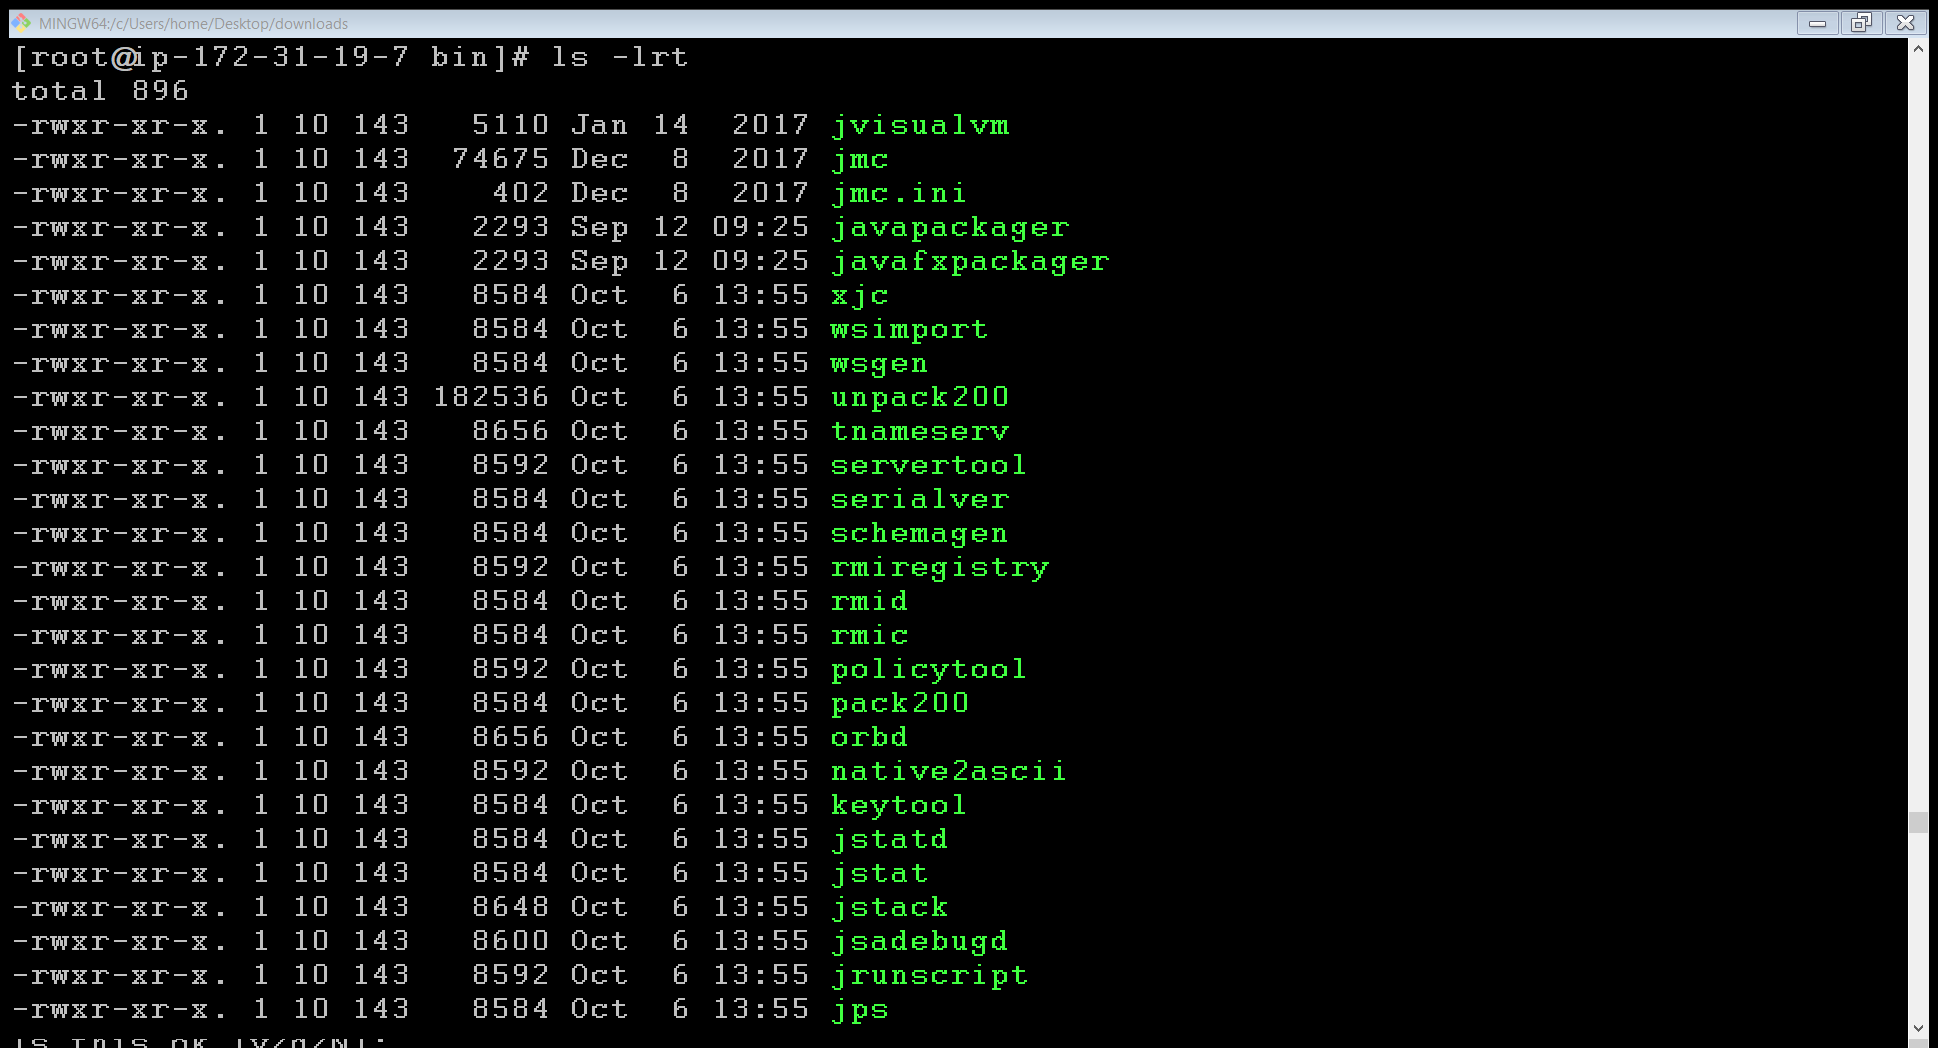 MINGW64:/c/Users/home/Desktop/downloads
[root@ip-172-31-19-7 bin]# ls -lrt
total 896
-rwxr-xr-x. 1 10 143   5110 Jan 14  2017 jvisualvm
-rwxr-xr-x. 1 10 143  74675 Dec  8  2017 jmc
-rwxr-xr-x. 1 10 143    402 Dec  8  2017 jmc.ini
-rwxr-xr-x. 1 10 143   2293 Sep 12 09:25 javapackager
-rwxr-xr-x. 1 10 143   2293 Sep 12 09:25 javafxpackager
-rwxr-xr-x. 1 10 143   8584 Oct  6 13:55 xjc
-rwxr-xr-x. 1 10 143   8584 Oct  6 13:55 wsimport
-rwxr-xr-x. 1 10 143   8584 Oct  6 13:55 wsgen
-rwxr-xr-x. 1 10 143 182536 Oct  6 13:55 unpack200
-rwxr-xr-x. 1 10 143   8656 Oct  6 13:55 tnameserv
-rwxr-xr-x. 1 10 143   8592 Oct  6 13:55 servertool
-rwxr-xr-x. 1 10 143   8584 Oct  6 13:55 serialver
-rwxr-xr-x. 1 10 143   8584 Oct  6 13:55 schemagen
-rwxr-xr-x. 1 10 143   8592 Oct  6 13:55 rmiregistry
-rwxr-xr-x. 1 10 143   8584 Oct  6 13:55 rmid
-rwxr-xr-x. 1 10 143   8584 Oct  6 13:55 rmic
-rwxr-xr-x. 1 10 143   8592 Oct  6 13:55 policytool
-rwxr-xr-x. 1 10 143   8584 Oct  6 13:55 pack200
-rwxr-xr-x. 1 10 143   8656 Oct  6 13:55 orbd
-rwxr-xr-x. 1 10 143   8592 Oct  6 13:55 native2ascii
-rwxr-xr-x. 1 10 143   8584 Oct  6 13:55 keytool
-rwxr-xr-x. 1 10 143   8584 Oct  6 13:55 jstatd
-rwxr-xr-x. 1 10 143   8584 Oct  6 13:55 jstat
-rwxr-xr-x. 1 10 143   8648 Oct  6 13:55 jstack
-rwxr-xr-x. 1 10 143   8600 Oct  6 13:55 jsadebugd
-rwxr-xr-x. 1 10 143   8592 Oct  6 13:55 jrunscript
-rwxr-xr-x. 1 10 143   8584 Oct  6 13:55 jps
Is this ok [y/d/N]: